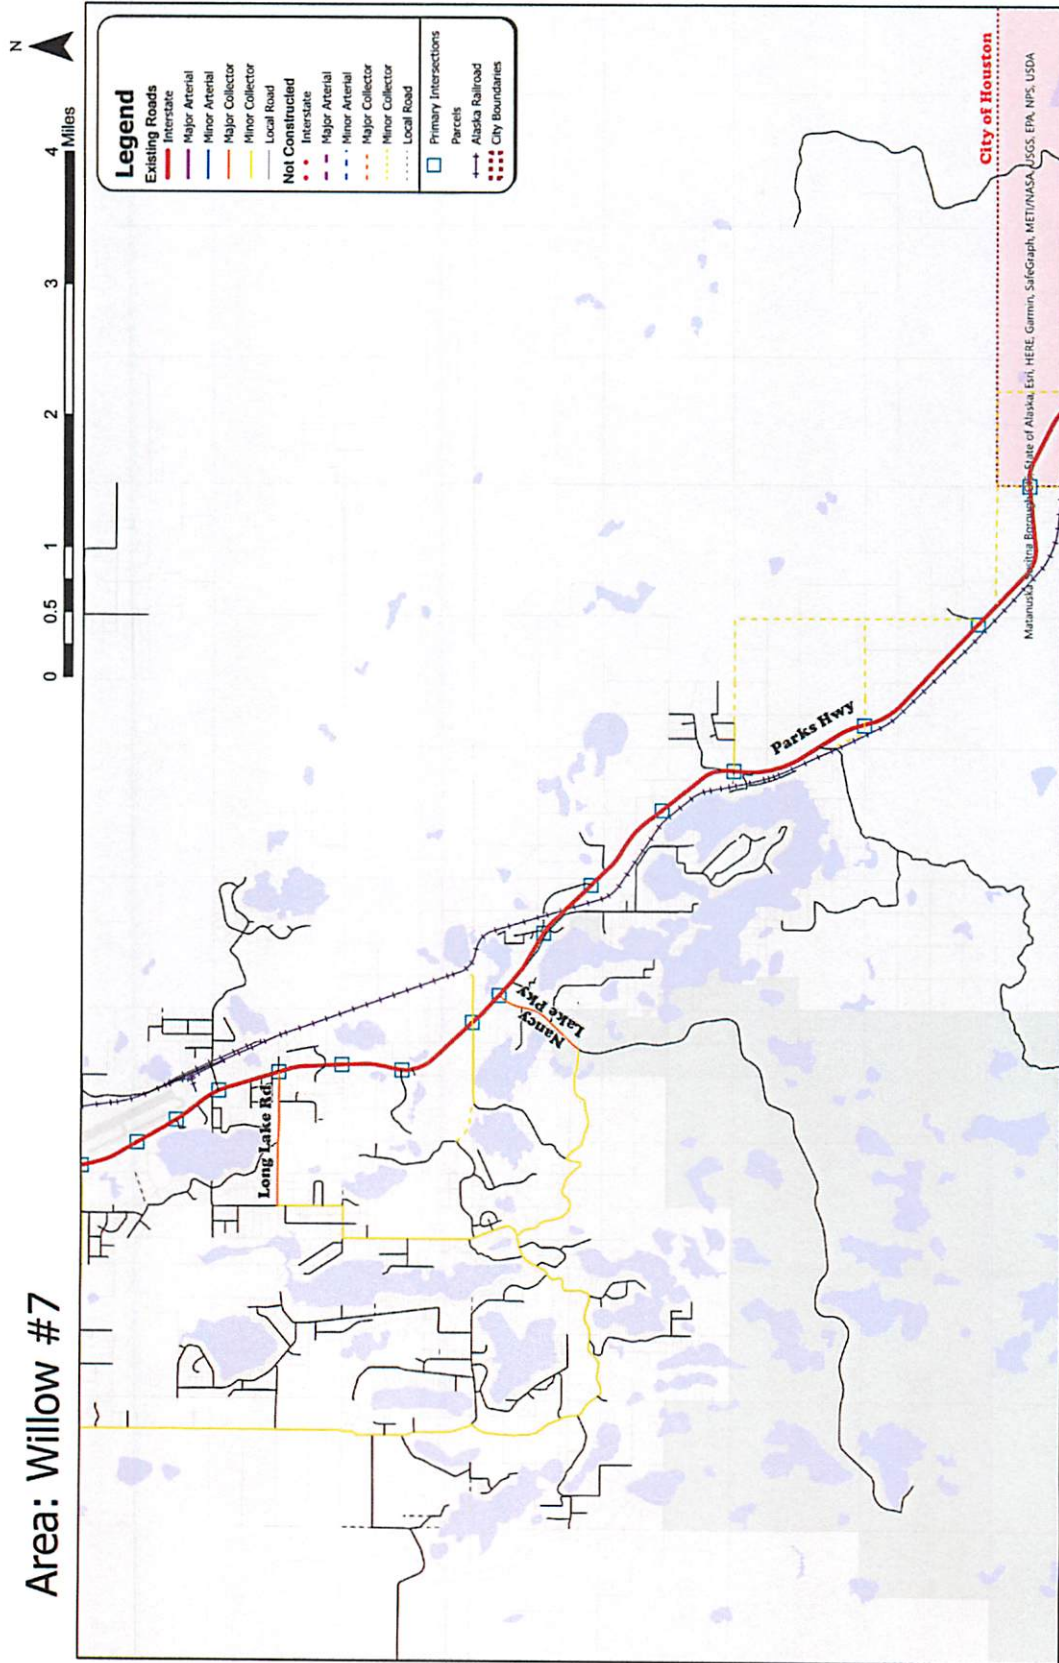 Area: Willow #7
N
0 0.5 1 2 3 4
Miles
Legend
Existing Roads
Interstate
Major Arterial
Minor Arterial
Major Collector
Minor Collector
Local Road
Not Constructed
Interstate
Major Arterial
Minor Arterial
Major Collector
Minor Collector
Local Road
Primary Intersections
Parcels
Alaska Railroad
City Boundaries
Long Lake Rd
Nancy
Lake Pky
Parks Hwy
City of Houston
Matanuska Susitna Borough GIS, State of Alaska, Esri, HERE, Garmin, SafeGraph, METI/NASA, USGS, EPA, NPS, USDA